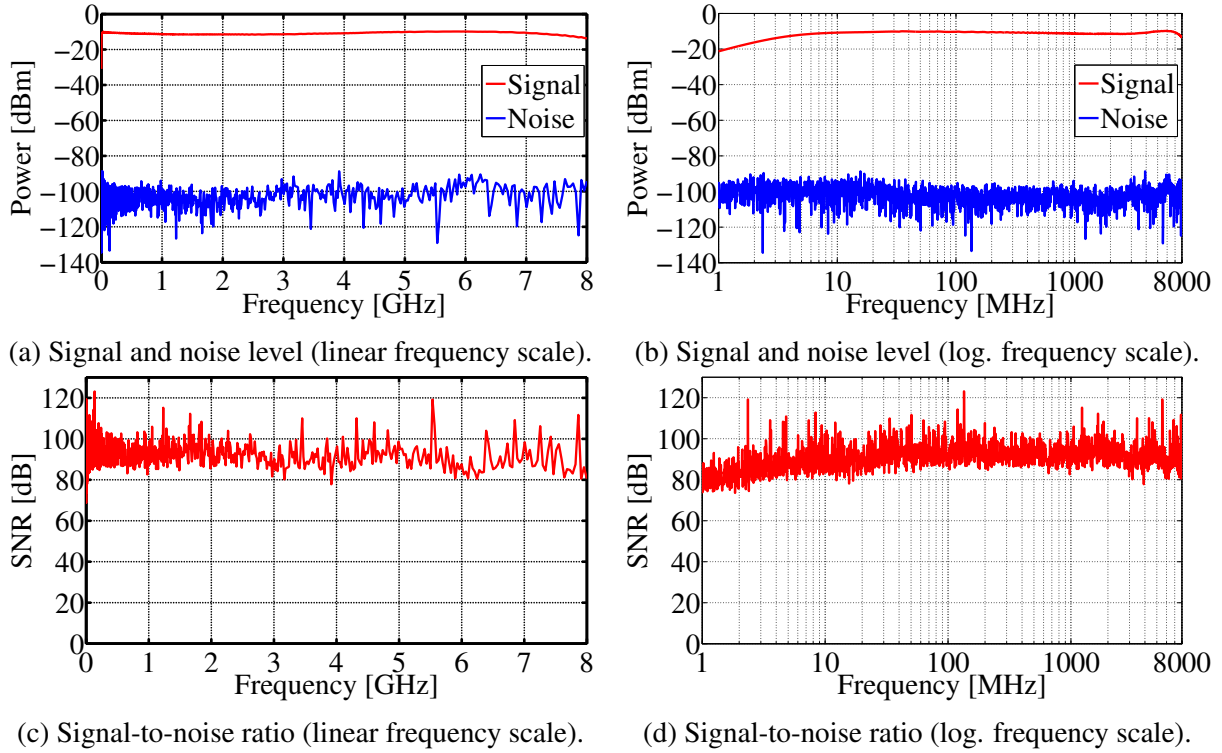 0
−20
−40
−60
−80
−100
−120
−140
Power [dBm]
Signal
Noise
0 1 2 3 4 5 6 7 8
Frequency [GHz]
(a) Signal and noise level (linear frequency scale).
0
−20
−40
−60
−80
−100
−120
−140
Power [dBm]
Signal
Noise
1 10 100 1000 8000
Frequency [MHz]
(b) Signal and noise level (log. frequency scale).
120
100
80
60
40
20
0
SNR [dB]
0 1 2 3 4 5 6 7 8
Frequency [GHz]
(c) Signal-to-noise ratio (linear frequency scale).
120
100
80
60
40
20
0
SNR [dB]
1 10 100 1000 8000
Frequency [MHz]
(d) Signal-to-noise ratio (log. frequency scale).